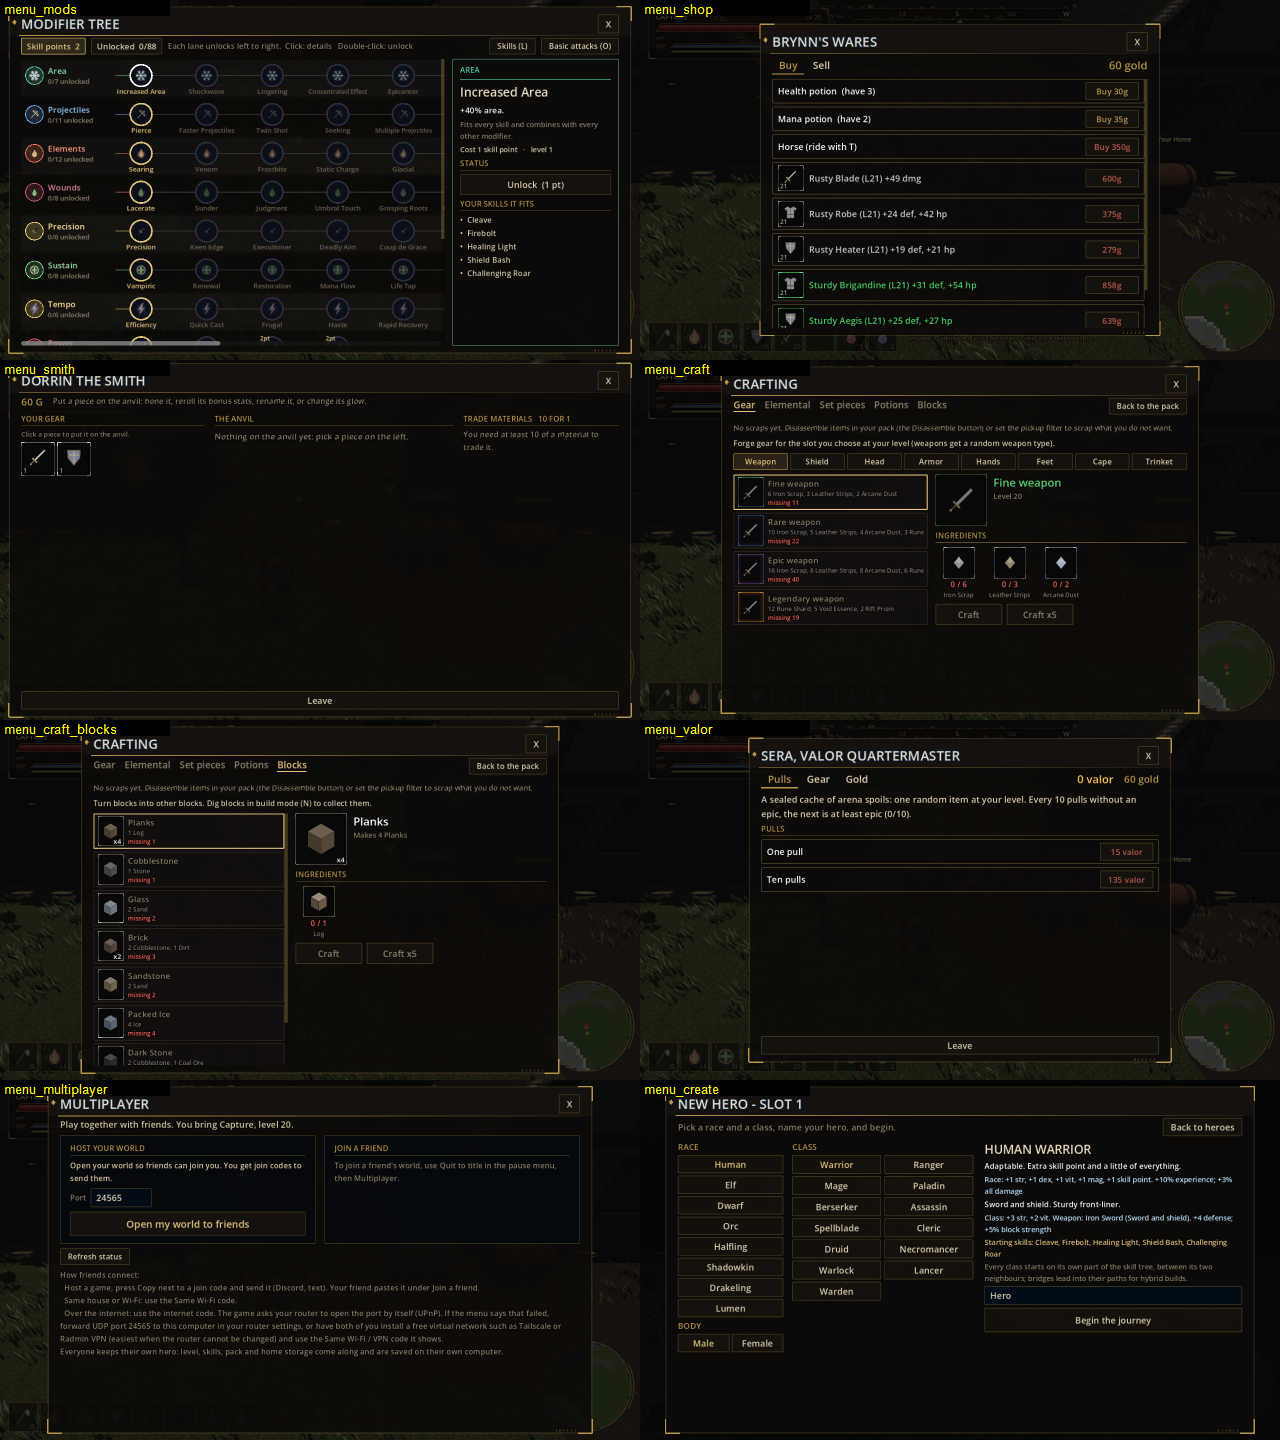 menu_mods
MODIFIER TREE
X
Skill points 2
Unlocked 0/88
Each lane unlocks left to right. Click: details Double-click: unlock
Skills (L)
Basic attacks (O)
Area
0/7 unlocked
Increased Area
Shockwave
Lingering
Concentrated Effect
Epicenter
Projectiles
0/11 unlocked
Pierce
Faster Projectiles
Twin Shot
Seeking
Multiple Projectiles
Elements
0/12 unlocked
Searing
Venom
Frostbite
Static Charge
Glacial
Wounds
0/8 unlocked
Lacerate
Sunder
Judgment
Umbral Touch
Grasping Roots
Precision
0/6 unlocked
Precision
Keen Edge
Executioner
Deadly Aim
Coup de Grace
Sustain
0/8 unlocked
Vampiric
Renewal
Restoration
Mana Flow
Life Tap
Tempo
0/6 unlocked
Efficiency
Quick Cast
Frugal
Haste
Rapid Recovery
Power
2pt
2pt
AREA
Increased Area
+40% area.
Fits every skill and combines with every
other modifier.
Cost 1 skill point · level 1
STATUS
Unlock (1 pt)
YOUR SKILLS IT FITS
• Cleave
• Firebolt
• Healing Light
• Shield Bash
• Challenging Roar
menu_shop
BRYNN'S WARES
X
Buy
Sell
60 gold
Health potion (have 3)
Buy 30g
Mana potion (have 2)
Buy 35g
Horse (ride with T)
Buy 350g
21
Rusty Blade (L21) +49 dmg
600g
21
Rusty Robe (L21) +24 def, +42 hp
375g
21
Rusty Heater (L21) +19 def, +21 hp
279g
21
Sturdy Brigandine (L21) +31 def, +54 hp
858g
21
Sturdy Aegis (L21) +25 def, +27 hp
639g
Your Home
SW
W
HP
MP
menu_smith
DORRIN THE SMITH
X
60 G
Put a piece on the anvil: hone it, reroll its bonus stats, rename it, or change its glow.
YOUR GEAR
Click a piece to put it on the anvil.
1
1
THE ANVIL
Nothing on the anvil yet: pick a piece on the left.
TRADE MATERIALS 10 FOR 1
You need at least 10 of a material to
trade it.
Leave
menu_craft
CRAFTING
X
Gear
Elemental
Set pieces
Potions
Blocks
Back to the pack
No scraps yet. Disassemble items in your pack (the Disassemble button) or set the pickup filter to scrap what you do not want.
Forge gear for the slot you choose at your level (weapons get a random weapon type).
Weapon
Shield
Head
Armor
Hands
Feet
Cape
Trinket
Fine weapon
6 Iron Scrap, 3 Leather Strips, 2 Arcane Dust
missing 11
Rare weapon
10 Iron Scrap, 5 Leather Strips, 4 Arcane Dust, 3 Rune
missing 22
Epic weapon
16 Iron Scrap, 8 Leather Strips, 8 Arcane Dust, 6 Rune
missing 40
Legendary weapon
12 Rune Shard, 5 Void Essence, 2 Rift Prism
missing 19
Fine weapon
Level 20
INGREDIENTS
0 / 6
Iron Scrap
0 / 3
Leather Strips
0 / 2
Arcane Dust
Craft
Craft x5
HP
MP
menu_craft_blocks
CRAFTING
X
Gear
Elemental
Set pieces
Potions
Blocks
Back to the pack
No scraps yet. Disassemble items in your pack (the Disassemble button) or set the pickup filter to scrap what you do not want.
Turn blocks into other blocks. Dig blocks in build mode (N) to collect them.
x4
Planks
1 Log
missing 1
Cobblestone
1 Stone
missing 1
Glass
2 Sand
missing 2
x2
Brick
2 Cobblestone, 1 Dirt
missing 3
Sandstone
2 Sand
missing 2
Packed Ice
4 Ice
missing 4
Dark Stone
2 Cobblestone, 1 Coal Ore
x4
Planks
Makes 4 Planks
INGREDIENTS
0 / 1
Log
Craft
Craft x5
HP
MP
menu_valor
SERA, VALOR QUARTERMASTER
X
Pulls
Gear
Gold
0 valor
60 gold
A sealed cache of arena spoils: one random item at your level. Every 10 pulls without an
epic, the next is at least epic (0/10).
PULLS
One pull
15 valor
Ten pulls
135 valor
Leave
Home
W
HP
MP
menu_multiplayer
MULTIPLAYER
X
Play together with friends. You bring Capture, level 20.
HOST YOUR WORLD
Open your world so friends can join you. You get join codes to
send them.
Port
24565
Open my world to friends
JOIN A FRIEND
To join a friend's world, use Quit to title in the pause menu,
then Multiplayer.
Refresh status
How friends connect:
Host a game, press Copy next to a join code and send it (Discord, text). Your friend pastes it under Join a friend.
Same house or Wi-Fi: use the Same Wi-Fi code.
Over the internet: use the internet code. The game asks your router to open the port by itself (UPnP). If the menu says that failed,
forward UDP port 24565 to this computer in your router settings, or have both of you install a free virtual network such as Tailscale or
Radmin VPN (easiest when the router cannot be changed) and use the Same Wi-Fi / VPN code it shows.
Everyone keeps their own hero: level, skills, pack and home storage come along and are saved on their own computer.
HP
MP
menu_create
NEW HERO - SLOT 1
Pick a race and a class, name your hero, and begin.
Back to heroes
RACE
Human
Elf
Dwarf
Orc
Halfling
Shadowkin
Drakeling
Lumen
BODY
Male
Female
CLASS
Warrior
Ranger
Mage
Paladin
Berserker
Assassin
Spellblade
Cleric
Druid
Necromancer
Warlock
Lancer
Warden
HUMAN WARRIOR
Adaptable. Extra skill point and a little of everything.
Race: +1 str, +1 dex, +1 vit, +1 mag, +1 skill point. +10% experience; +3%
all damage
Sword and shield. Sturdy front-liner.
Class: +3 str, +2 vit. Weapon: Iron Sword (Sword and shield). +4 defense;
+5% block strength
Starting skills: Cleave, Firebolt, Healing Light, Shield Bash, Challenging
Roar
Every class starts on its own part of the skill tree, between its two
neighbours; bridges lead into their paths for hybrid builds.
Hero
Begin the journey